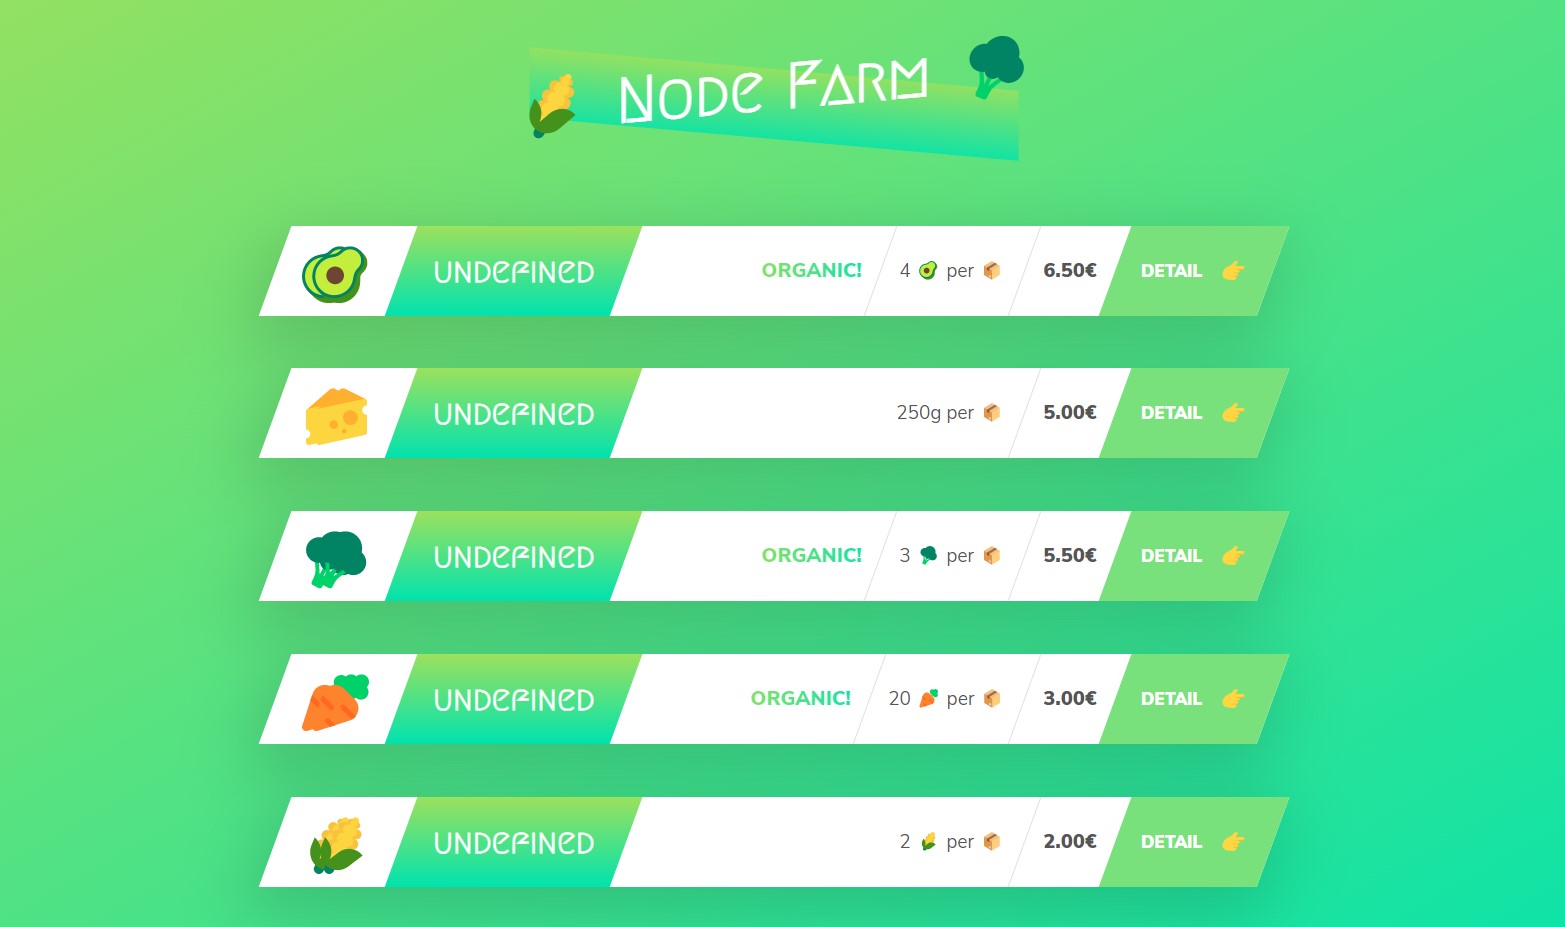 Node Farm
UNDEFINED ORGANIC! 4 🥑 per 📦 6.50€ DETAIL 👉
UNDEFINED 250g per 📦 5.00€ DETAIL 👉
UNDEFINED ORGANIC! 3 🥦 per 📦 5.50€ DETAIL 👉
UNDEFINED ORGANIC! 20 🥕 per 📦 3.00€ DETAIL 👉
UNDEFINED 2 🌽 per 📦 2.00€ DETAIL 👉